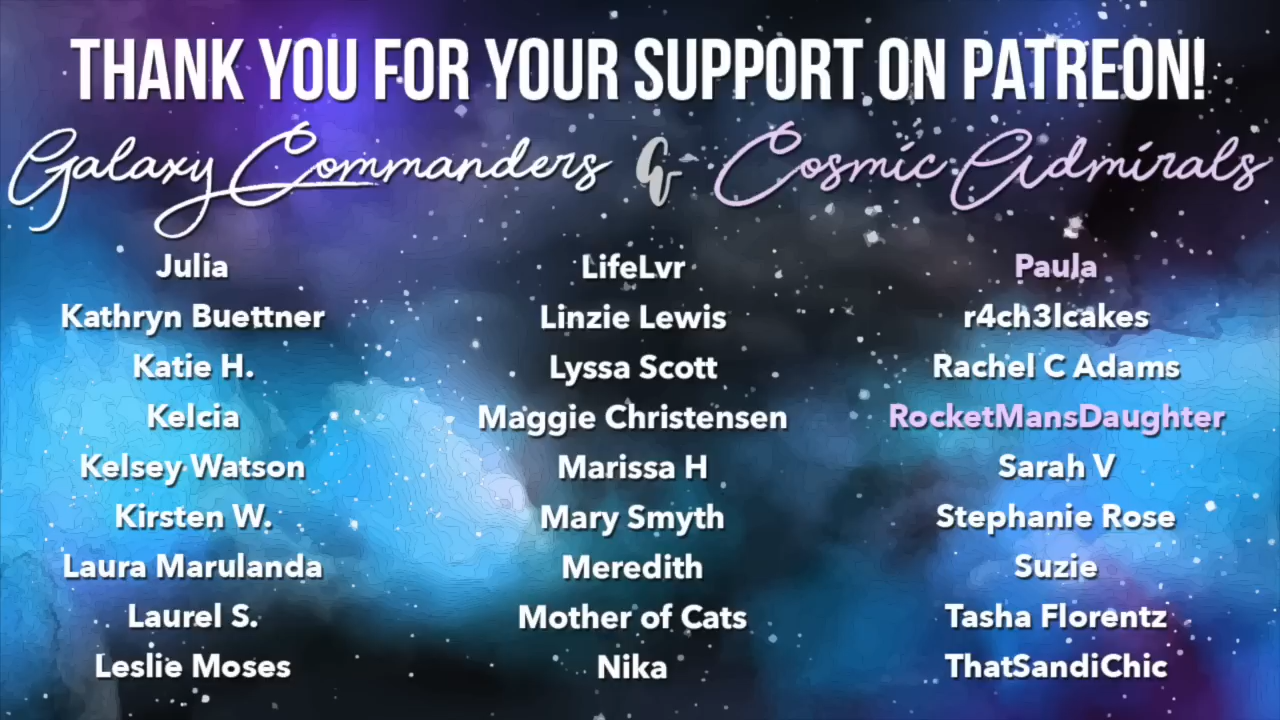 THANK YOU FOR YOUR SUPPORT ON PATREON!
Galaxy Commanders & Cosmic Admirals
Julia
Kathryn Buettner
Katie H.
Kelcia
Kelsey Watson
Kirsten W.
Laura Marulanda
Laurel S.
Leslie Moses
LifeLvr
Linzie Lewis
Lyssa Scott
Maggie Christensen
Marissa H
Mary Smyth
Meredith
Mother of Cats
Nika
Paula
r4ch3lcakes
Rachel C Adams
RocketMansDaughter
Sarah V
Stephanie Rose
Suzie
Tasha Florentz
ThatSandiChic